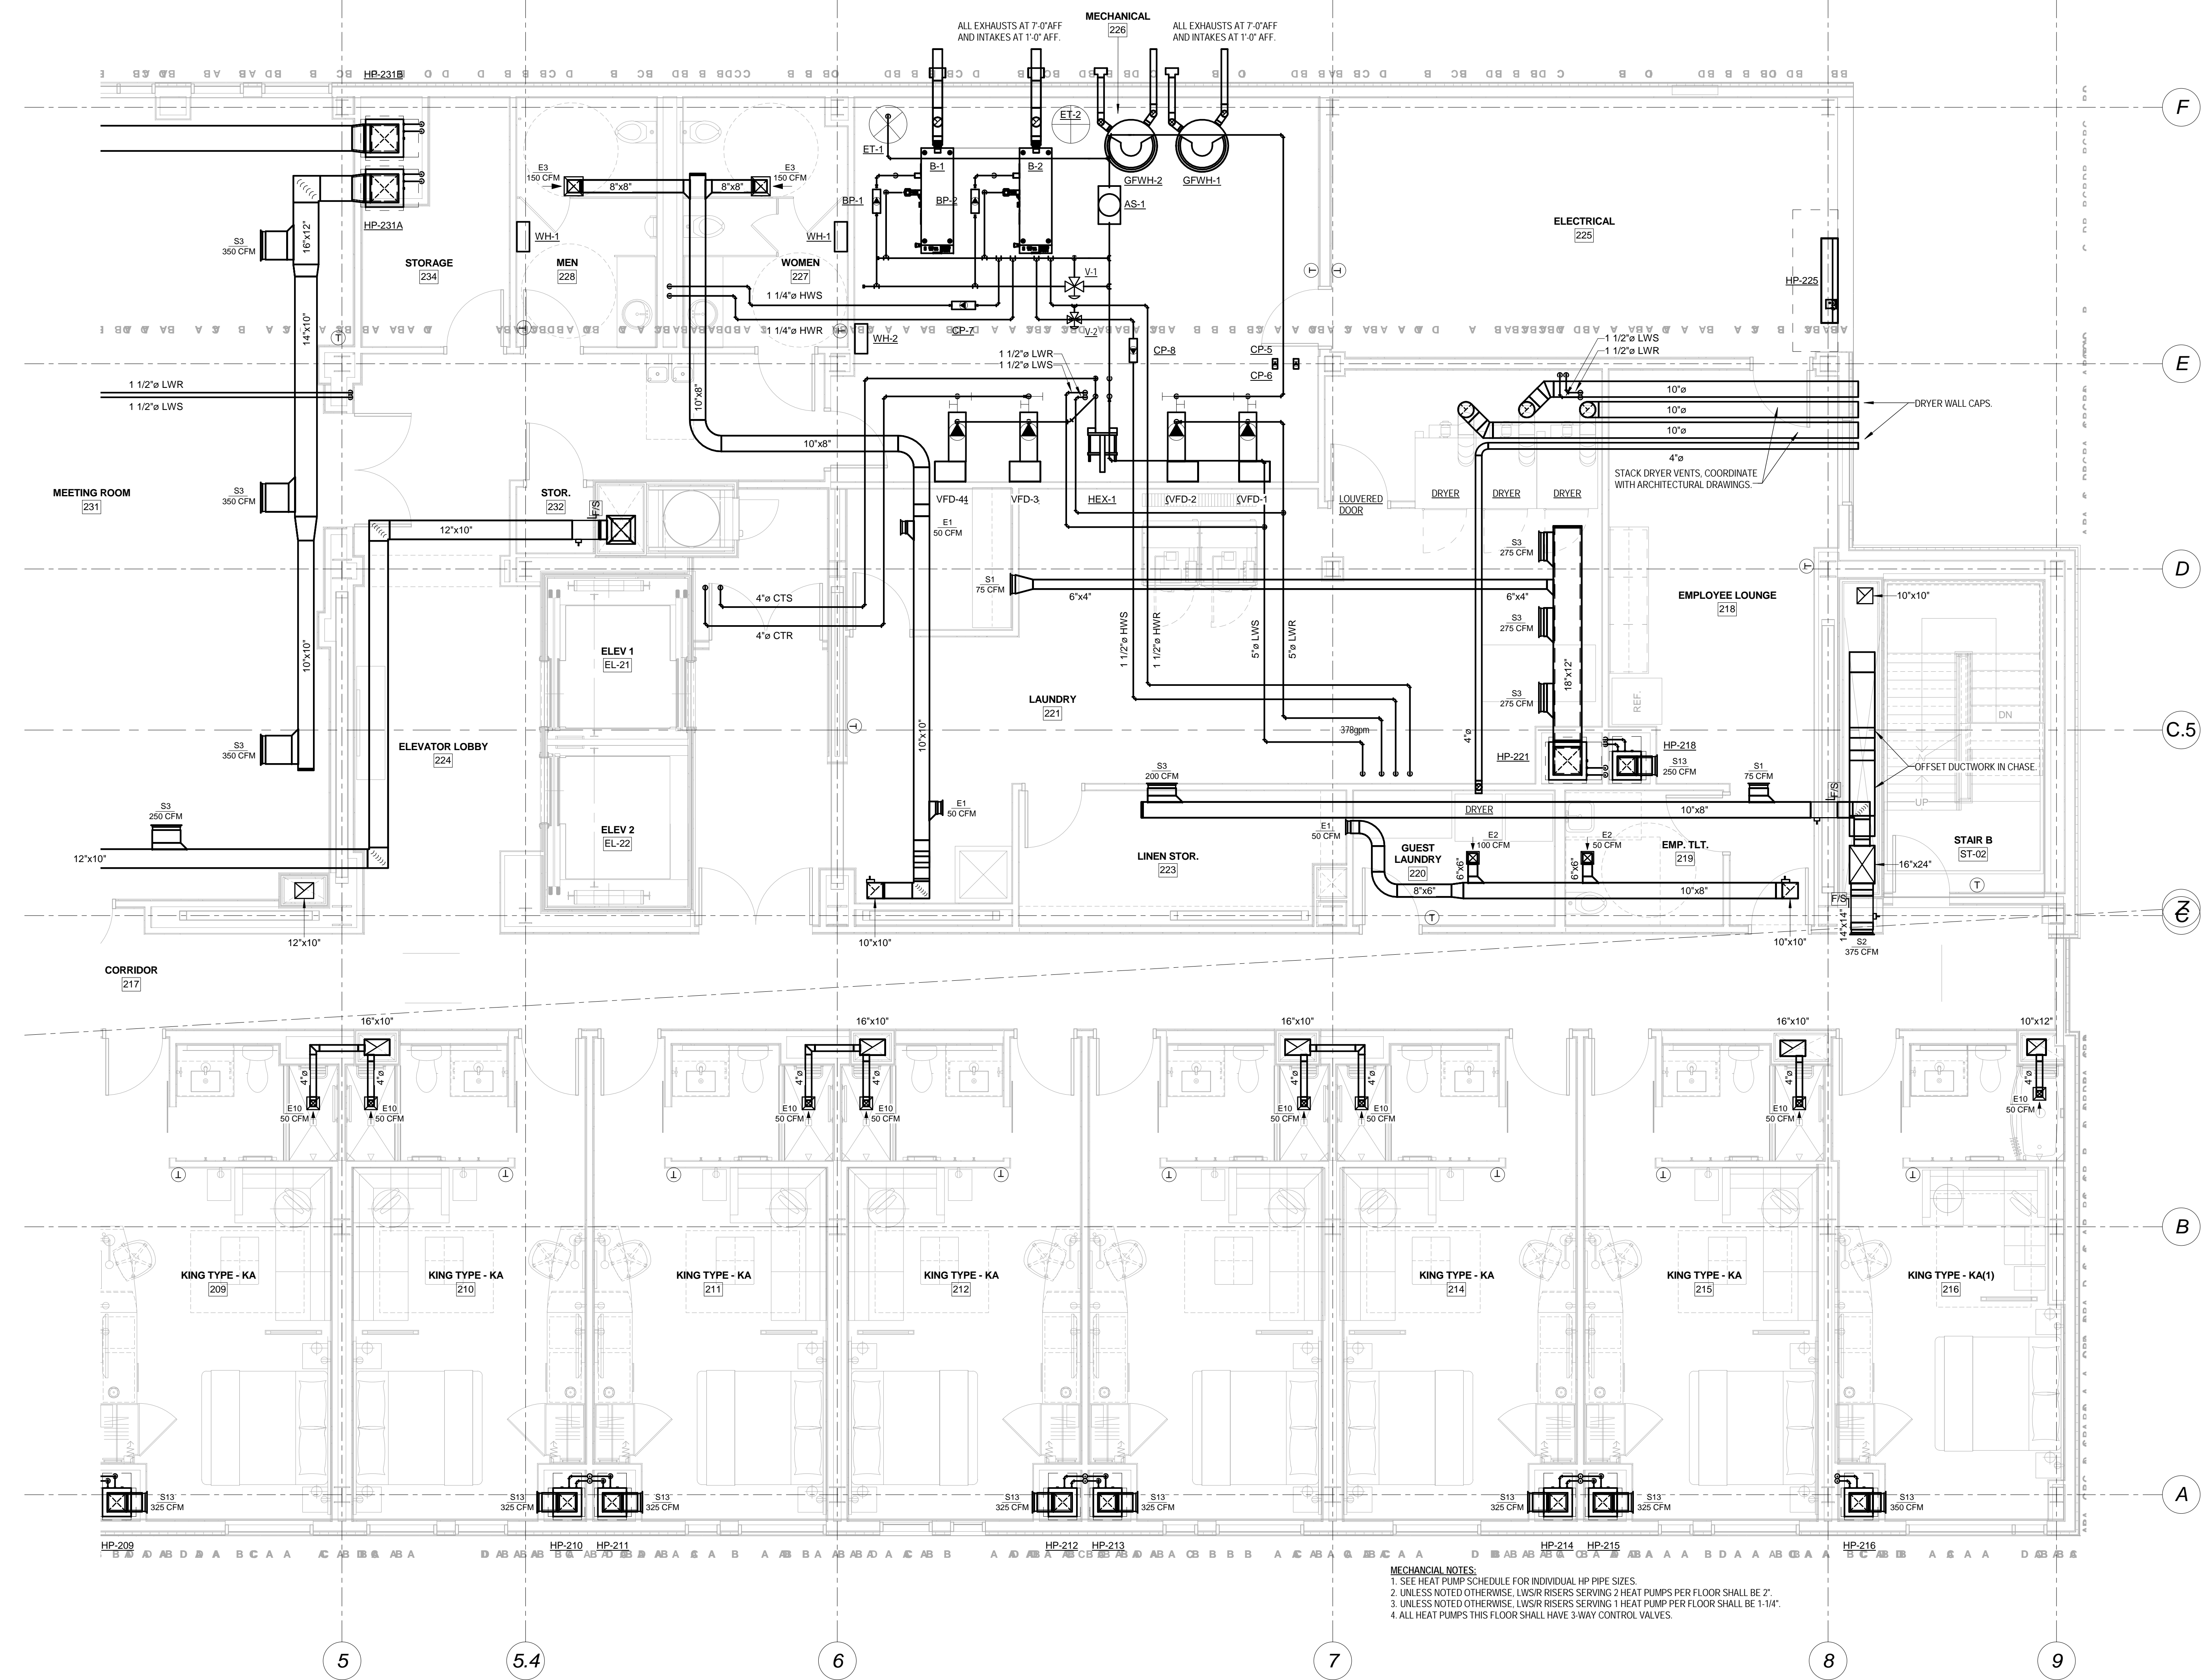 MECHANICAL
226
ALL EXHAUSTS AT 7'-0"AFF
AND INTAKES AT 1'-0" AFF.
ALL EXHAUSTS AT 7'-0"AFF
AND INTAKES AT 1'-0" AFF.
HP-231B
F
ET-1
ET-2
B-1
B-2
GFWH-2
GFWH-1
E3
150 CFM
8"x8"
8"x8"
E3
150 CFM
BP-1
BP-2
AS-1
HP-231A
S3
350 CFM
16"x12"
WH-1
WH-1
ELECTRICAL
225
STORAGE
234
MEN
228
WOMEN
227
V-1
HP-225
1 1/4"ø HWS
14"x10"
1 1/4"ø HWR
CP-7
V-2
WH-2
CP-8
CP-5
CP-6
1 1/2"ø LWS
1 1/2"ø LWR
1 1/2"ø LWR
1 1/2"ø LWS
E
1 1/2"ø LWR
1 1/2"ø LWS
10"x8"
10"ø
10"ø
10"ø
4"ø
DRYER WALL CAPS.
10"x8"
STACK DRYER VENTS, COORDINATE
WITH ARCHITECTURAL DRAWINGS.
MEETING ROOM
231
S3
350 CFM
STOR.
232
F/S
VFD-4
VFD-3
HEX-1
VFD-2
VFD-1
LOUVERED
DOOR
DRYER
DRYER
DRYER
12"x10"
E1
50 CFM
S3
275 CFM
D
S1
75 CFM
6"x4"
6"x4"
4"ø CTS
4"ø CTR
EMPLOYEE LOUNGE
218
10"x10"
S3
275 CFM
1 1/2"ø HWS
1 1/2"ø HWR
5"ø LWS
5"ø LWR
ELEV 1
EL-21
10"x10"
18"x12"
S3
275 CFM
REF.
DN
LAUNDRY
221
378gpm
C.5
S3
350 CFM
ELEVATOR LOBBY
224
10"x10"
4"ø
HP-221
HP-218
S13
250 CFM
S3
200 CFM
S1
75 CFM
OFFSET DUCTWORK IN CHASE.
F/S
UP
S3
250 CFM
E1
50 CFM
DRYER
10"x8"
12"x10"
ELEV 2
EL-22
E1
50 CFM
GUEST
LAUNDRY
220
E2
100 CFM
E2
50 CFM
EMP. TLT.
219
STAIR B
ST-02
LINEN STOR.
223
16"x24"
6"x6"
6"x6"
8"x6"
10"x8"
F/S
14"x14"
C
Z
12"x10"
10"x10"
10"x10"
S2
375 CFM
CORRIDOR
217
16"x10"
16"x10"
16"x10"
16"x10"
10"x12"
4"ø
4"ø
4"ø
4"ø
4"ø
4"ø
4"ø
4"ø
E10
50 CFM
E10
50 CFM
E10
50 CFM
E10
50 CFM
E10
50 CFM
E10
50 CFM
E10
50 CFM
E10
50 CFM
B
KING TYPE - KA
209
KING TYPE - KA
210
KING TYPE - KA
211
KING TYPE - KA
212
KING TYPE - KA
214
KING TYPE - KA
215
KING TYPE - KA(1)
216
S13
325 CFM
S13
325 CFM
S13
325 CFM
S13
325 CFM
S13
325 CFM
S13
325 CFM
S13
325 CFM
S13
350 CFM
A
HP-209
HP-210
HP-211
HP-212
HP-213
HP-214
HP-215
HP-216
MECHANCIAL NOTES:
1. SEE HEAT PUMP SCHEDULE FOR INDIVIDUAL HP PIPE SIZES.
2. UNLESS NOTED OTHERWISE, LWS/R RISERS SERVING 2 HEAT PUMPS PER FLOOR SHALL BE 2".
3. UNLESS NOTED OTHERWISE, LWS/R RISERS SERVING 1 HEAT PUMP PER FLOOR SHALL BE 1-1/4".
4. ALL HEAT PUMPS THIS FLOOR SHALL HAVE 3-WAY CONTROL VALVES.
5
5.4
6
7
8
9